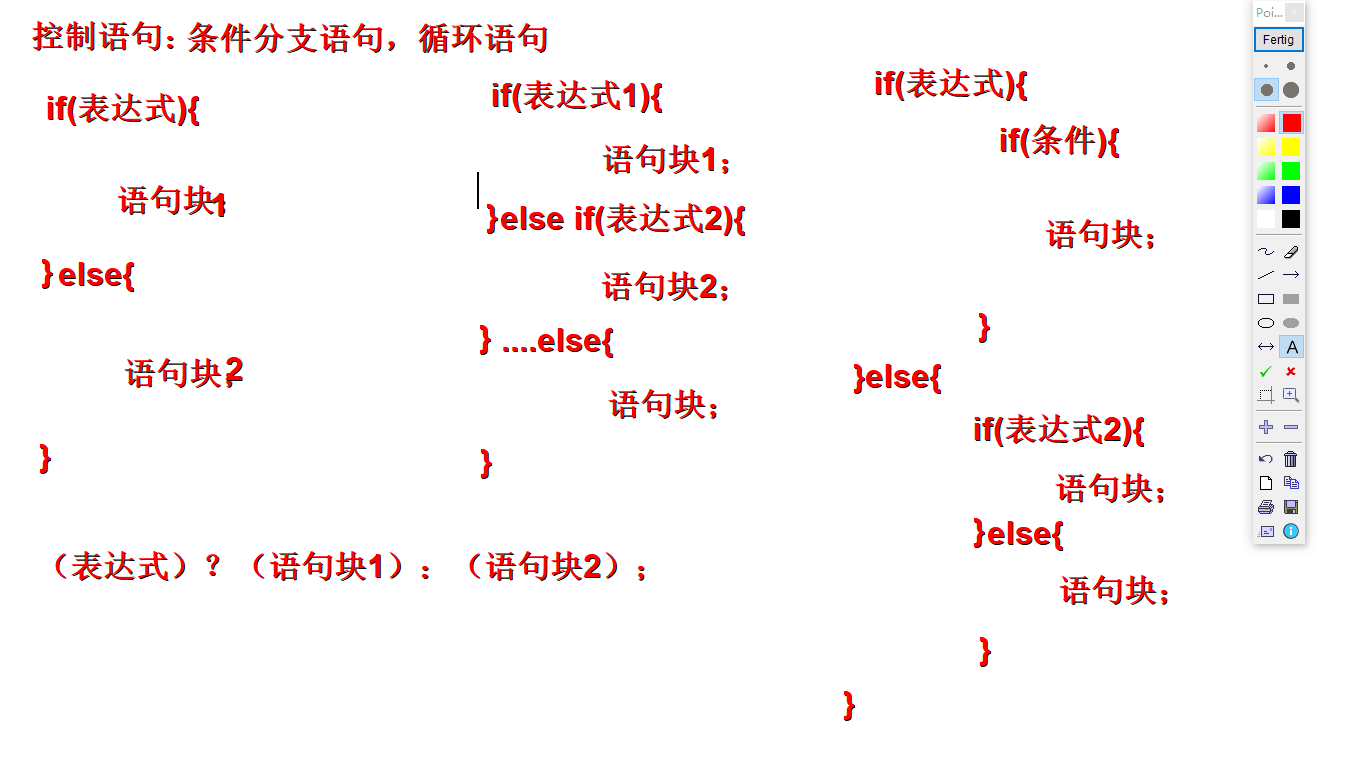 控制语句：条件分支语句，循环语句
if(表达式){
语句块1
}else{
语句块；2
}
（表达式）？（语句块1）：（语句块2）；
if(表达式1){
语句块1；
}else if(表达式2){
语句块2；
} ....else{
语句块；
}
if(表达式){
if(条件){
语句块；
}
}else{
if(表达式2){
语句块；
}else{
语句块；
}
}
Poi...
Fertig
A